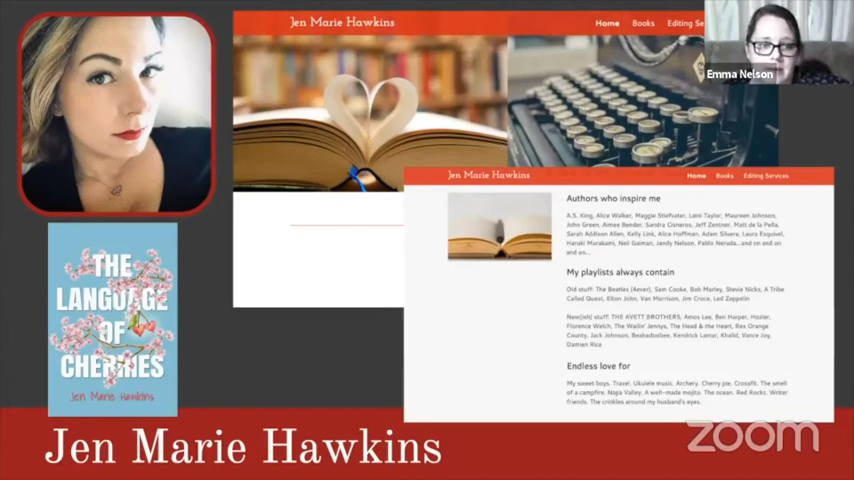 Jen Marie Hawkins
Home Books Editing Se
Emma Nelson
Jen Marie Hawkins
Home Books Editing Services
Authors who inspire me
A.S. King, Alice Walker, Maggie Stiefvater, Laini Taylor, Maureen Johnson,
John Green, Aimee Bender, Sandra Cisneros, Jeff Zentner, Matt de la Peña,
Sarah Addison Allen, Kelly Link, Alice Hoffman, Adam Silvera, Laura Esquivel,
Haruki Murakami, Neil Gaiman, Jandy Nelson, Pablo Neruda...and on and on
and on...
My playlists always contain
Old stuff: The Beatles (4ever), Sam Cooke, Bob Marley, Stevie Nicks, A Tribe
Called Quest, Elton John, Van Morrison, Jim Croce, Led Zeppelin
New(ish) stuff: THE AVETT BROTHERS, Amos Lee, Ben Harper, Hozier,
Florence Welch, The Wailin' Jennys, The Head & the Heart, Rex Orange
County, Jack Johnson, Beabadoobee, Kendrick Lamar, Khalid, Vance Joy,
Damien Rice
Endless love for
My sweet boys. Travel. Ukulele music. Archery. Cherry pie. Crossfit. The smell
of a campfire. Napa Valley. A well-made mojito. The ocean. Red Rocks. Writer
friends. The crinkles around my husband's eyes.
THE
LANGUAGE
OF
CHERRIES
Jen Marie Hawkins
Jen Marie Hawkins
zoom